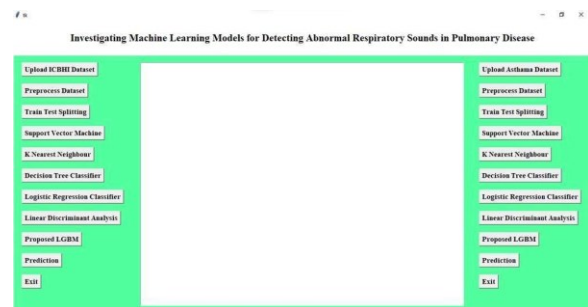 tk
Investigating Machine Learning Models for Detecting Abnormal Respiratory Sounds in Pulmonary Disease
Upload ICBHI Dataset
Preprocess Dataset
Train Test Splitting
Support Vector Machine
K Nearest Neighbour
Decision Tree Classifier
Logistic Regression Classifier
Linear Discriminant Analysis
Proposed LGBM
Prediction
Exit
Upload Asthama Dataset
Preprocess Dataset
Train Test Splitting
Support Vector Machine
K Nearest Neighbour
Decision Tree Classifier
Logistic Regression Classifier
Linear Discriminant Analysis
Proposed LGBM
Prediction
Exit